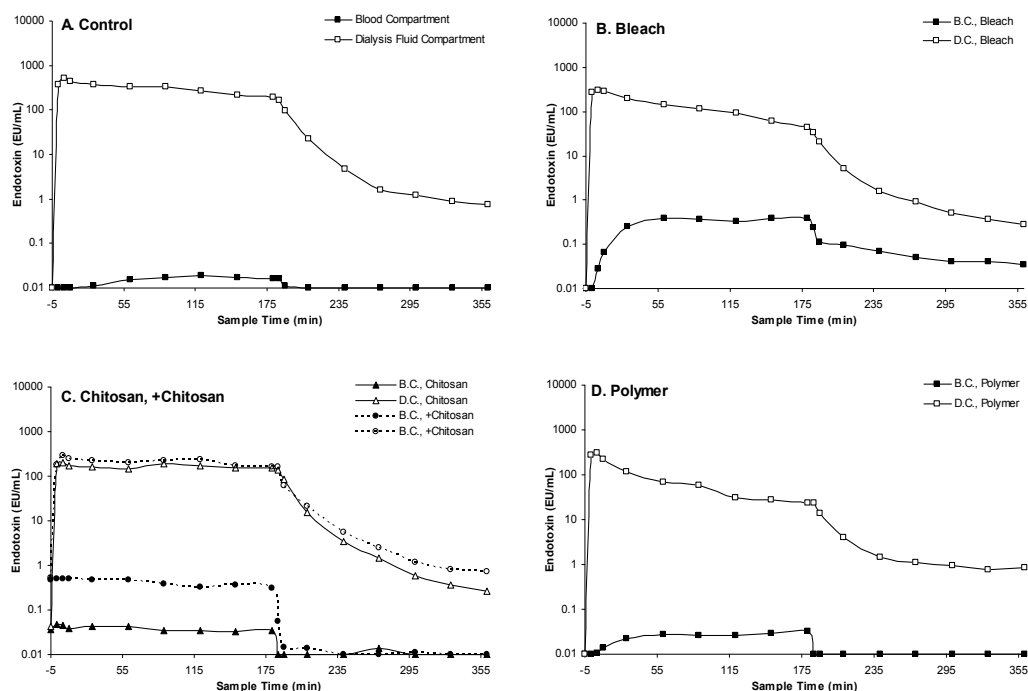 A. Control
Blood Compartment
Dialysis Fluid Compartment
Endotoxin (EU/mL)
10000
1000
100
10
1
0.1
0.01
-5 55 115 175 235 295 355
Sample Time (min)
B. Bleach
B.C., Bleach
D.C., Bleach
Endotoxin (EU/mL)
10000
1000
100
10
1
0.1
0.01
-5 55 115 175 235 295 355
Sample Time (min)
C. Chitosan, +Chitosan
B.C., Chitosan
D.C., Chitosan
B.C., +Chitosan
B.C., +Chitosan
Endotoxin (EU/mL)
10000
1000
100
10
1
0.1
0.01
-5 55 115 175 235 295 355
Sample Time (min)
D. Polymer
B.C., Polymer
D.C., Polymer
Endotoxin (EU/mL)
10000
1000
100
10
1
0.1
0.01
-5 55 115 175 235 295 355
Sample Time (min)